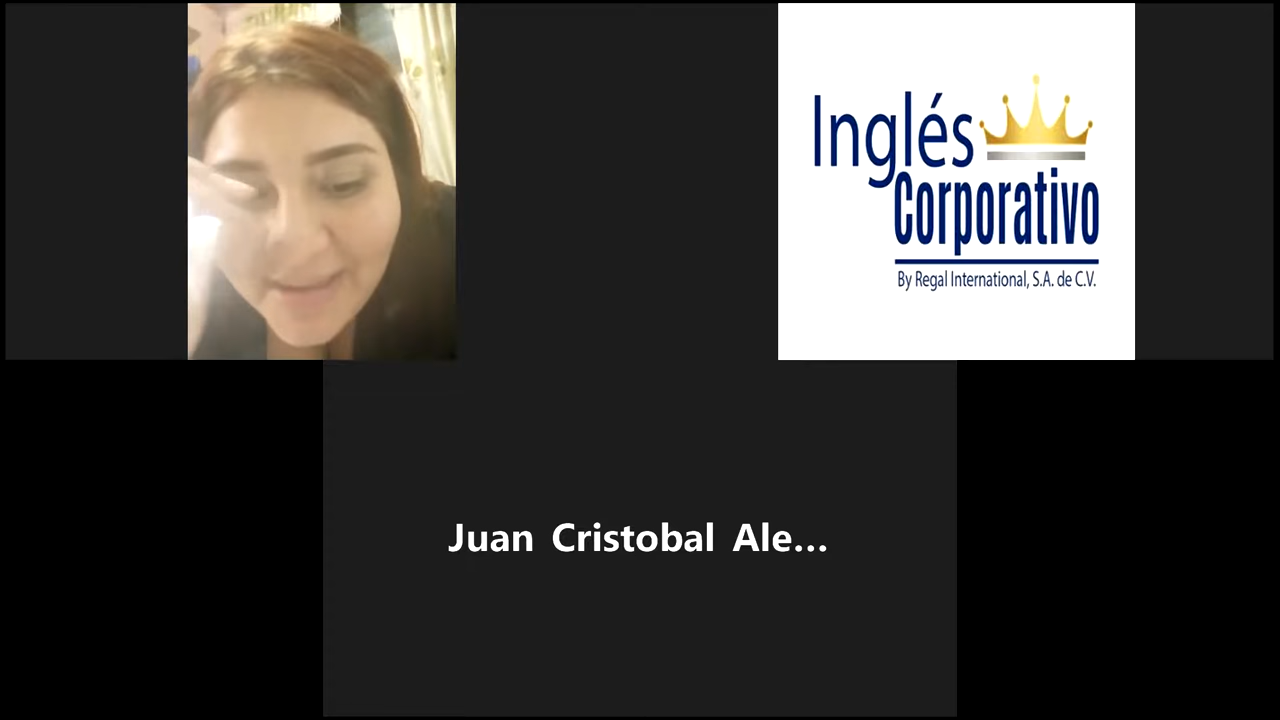 Inglés
Corporativo
By Regal International, S.A. de C.V.
Juan Cristobal Ale...